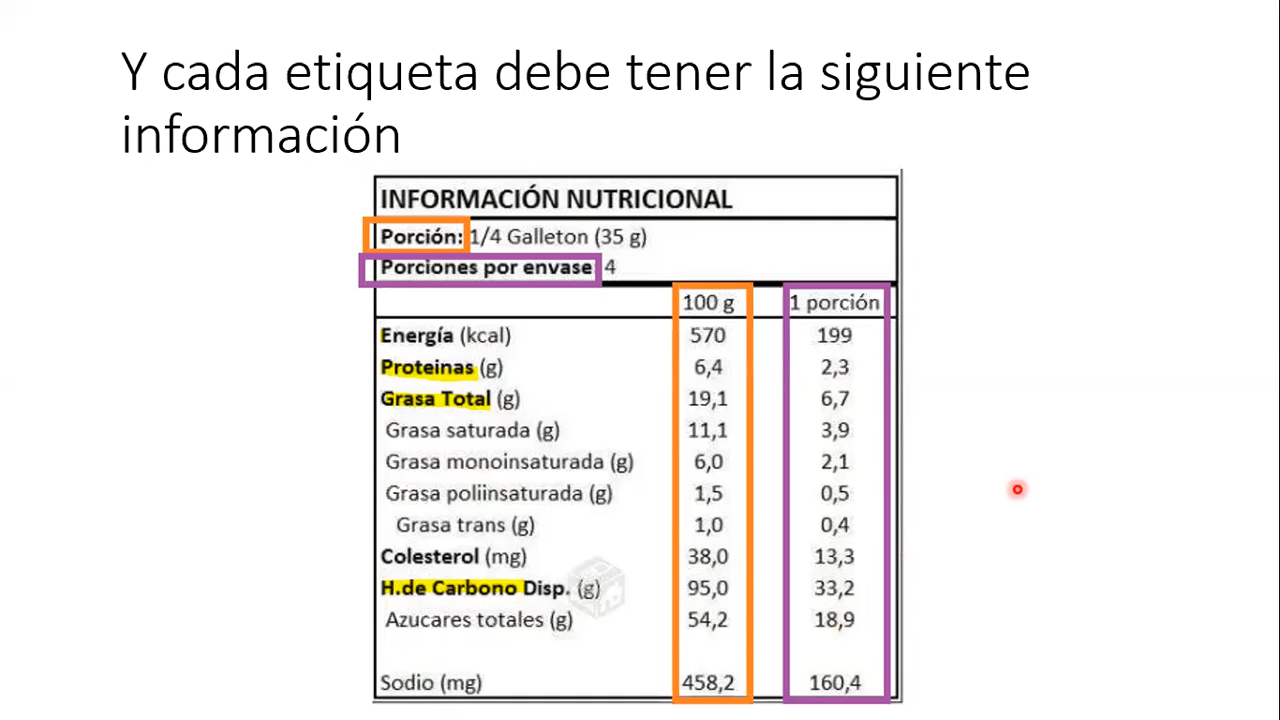 Y cada etiqueta debe tener la siguiente
información
INFORMACIÓN NUTRICIONAL
Porción: 1/4 Galleton (35 g)
Porciones por envase: 4
100 g 1 porción
Energía (kcal) 570 199
Proteinas (g) 6,4 2,3
Grasa Total (g) 19,1 6,7
Grasa saturada (g) 11,1 3,9
Grasa monoinsaturada (g) 6,0 2,1
Grasa poliinsaturada (g) 1,5 0,5
Grasa trans (g) 1,0 0,4
Colesterol (mg) 38,0 13,3
H.de Carbono Disp. (g) 95,0 33,2
Azucares totales (g) 54,2 18,9
Sodio (mg) 458,2 160,4